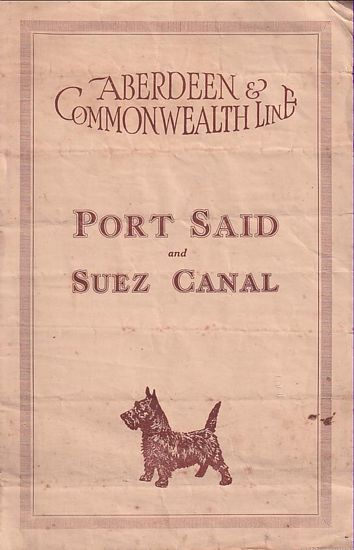 ABERDEEN &
COMMONWEALTH LINE
PORT SAID
and
SUEZ CANAL